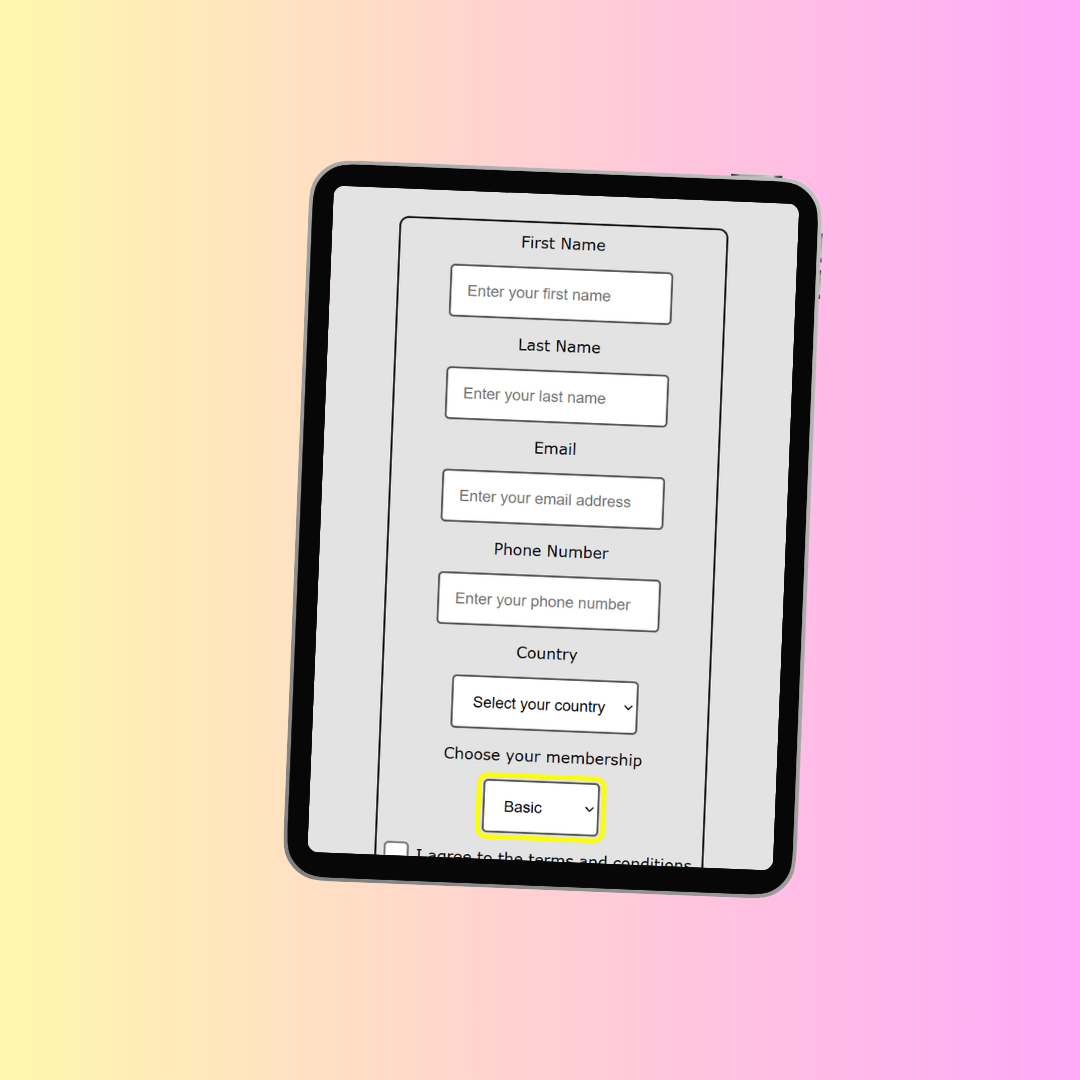 First Name
Enter your first name
Last Name
Enter your last name
Email
Enter your email address
Phone Number
Enter your phone number
Country
Select your country
Choose your membership
Basic
I agree to the terms and conditions